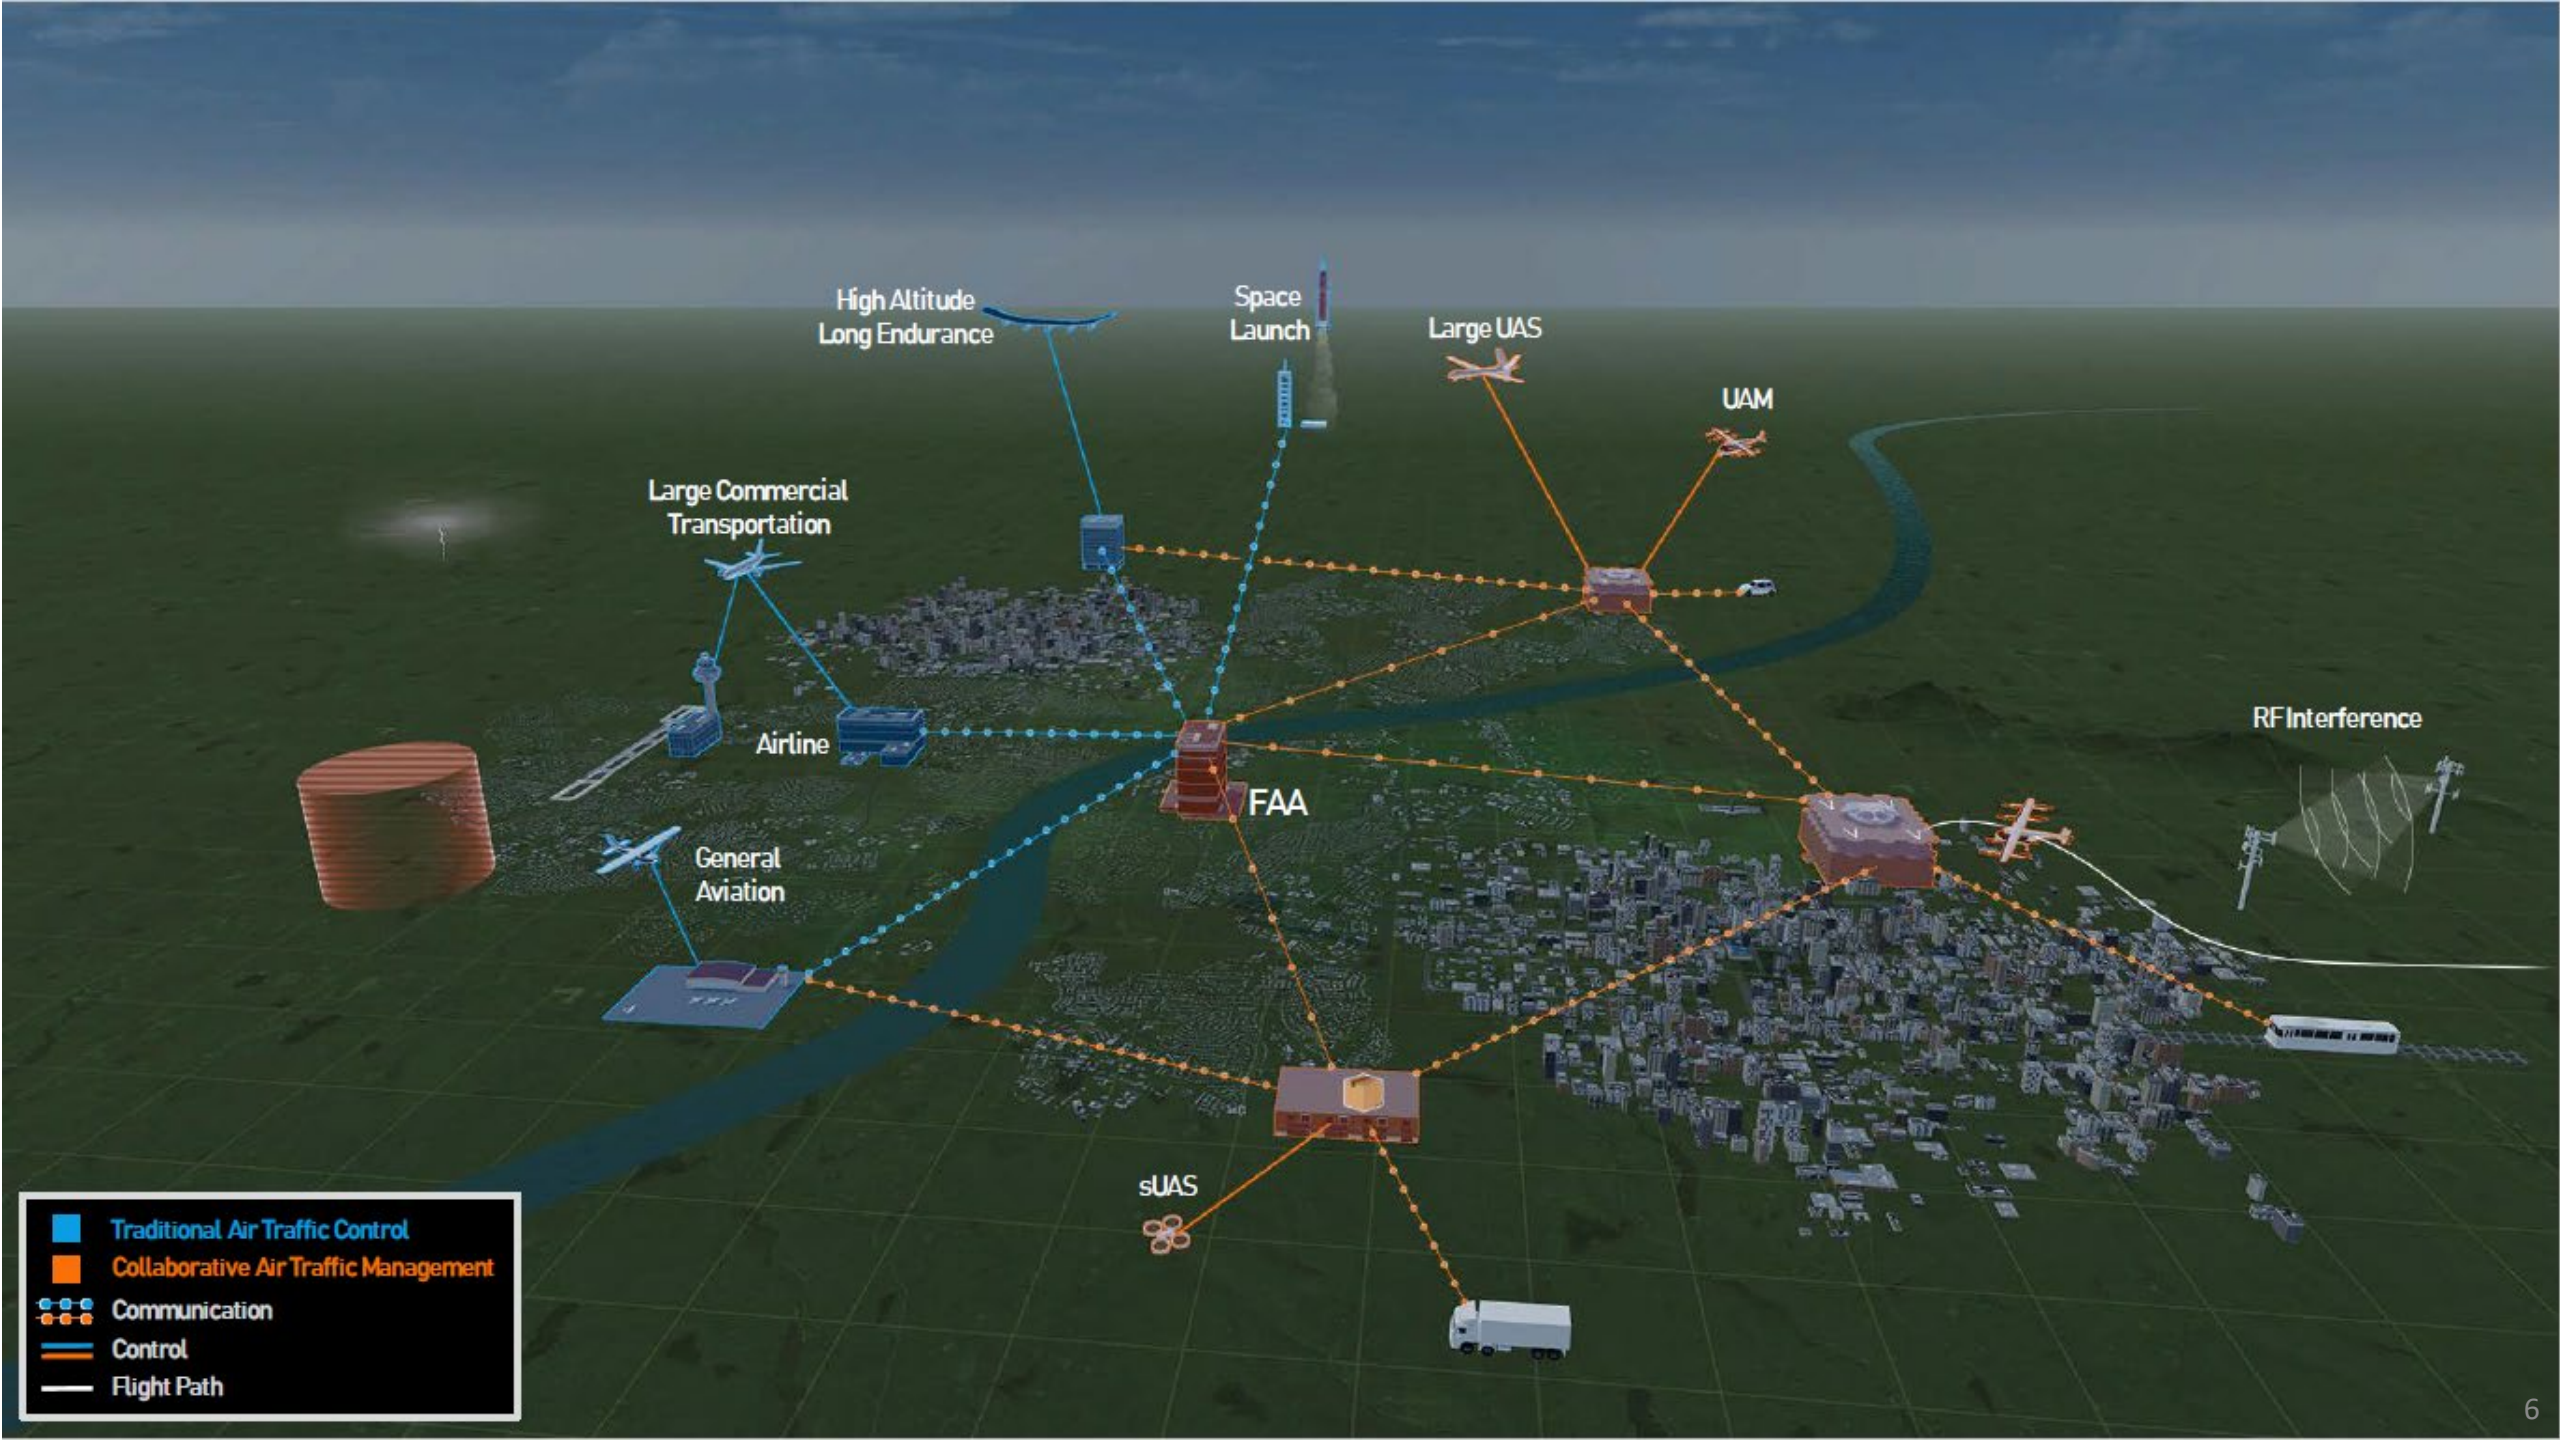 High Altitude
Long Endurance
Space
Launch
Large UAS
UAM
Large Commercial
Transportation
RF Interference
Airline
FAA
General
Aviation
sUAS
Traditional Air Traffic Control
Collaborative Air Traffic Management
Communication
Control
Flight Path
6